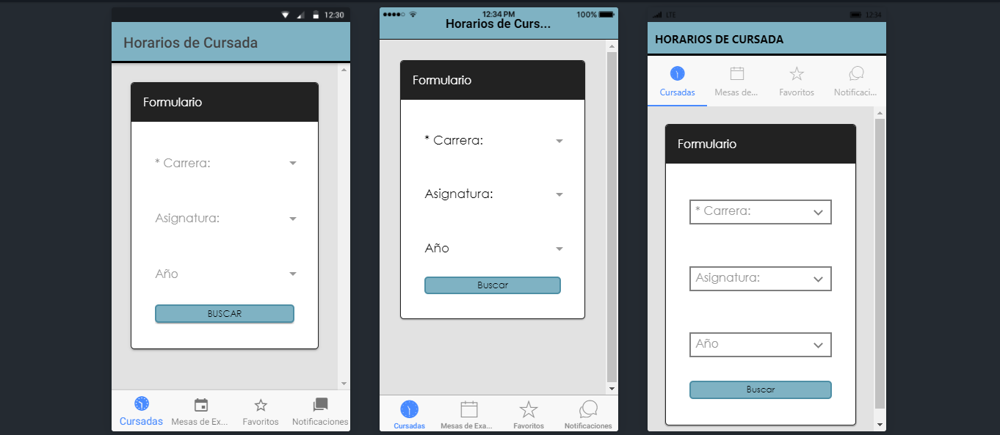 12:30
Horarios de Cursada
Formulario
* Carrera:
Asignatura:
Año
BUSCAR
Cursadas
Mesas de Ex...
Favoritos
Notificaciones
12:34 PM
100%
Horarios de Curs...
Formulario
* Carrera:
Asignatura:
Año
Buscar
Cursadas
Mesas de Exa...
Favoritos
Notificaciones
LTE
12:34
HORARIOS DE CURSADA
Cursadas
Mesas de...
Favoritos
Notificaci...
Formulario
* Carrera:
Asignatura:
Año
Buscar